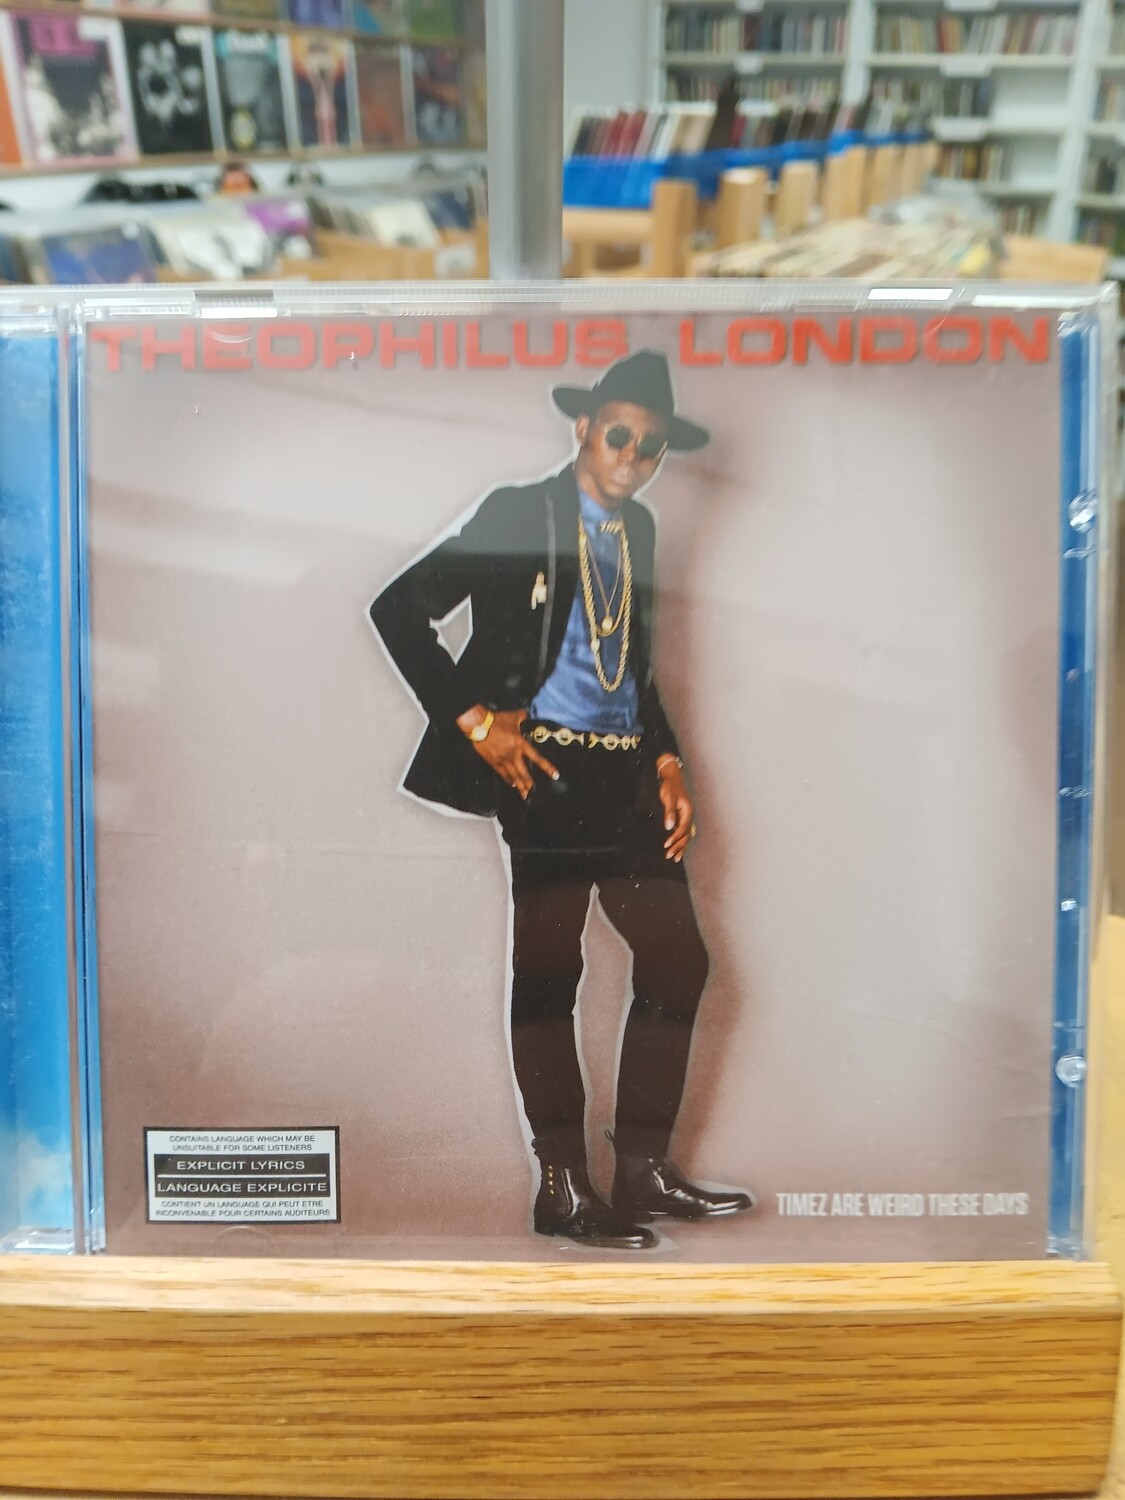 THEOPHILUS LONDON
CONTAINS LANGUAGE WHICH MAY BE
UNSUITABLE FOR SOME LISTENERS
EXPLICIT LYRICS
LANGUAGE EXPLICITE
CONTIENT UN LANGUAGE QUI PEUT ETRE
INCONVENABLE POUR CERTAINS AUDITEURS
TIMEZ ARE WEIRD THESE DAYS